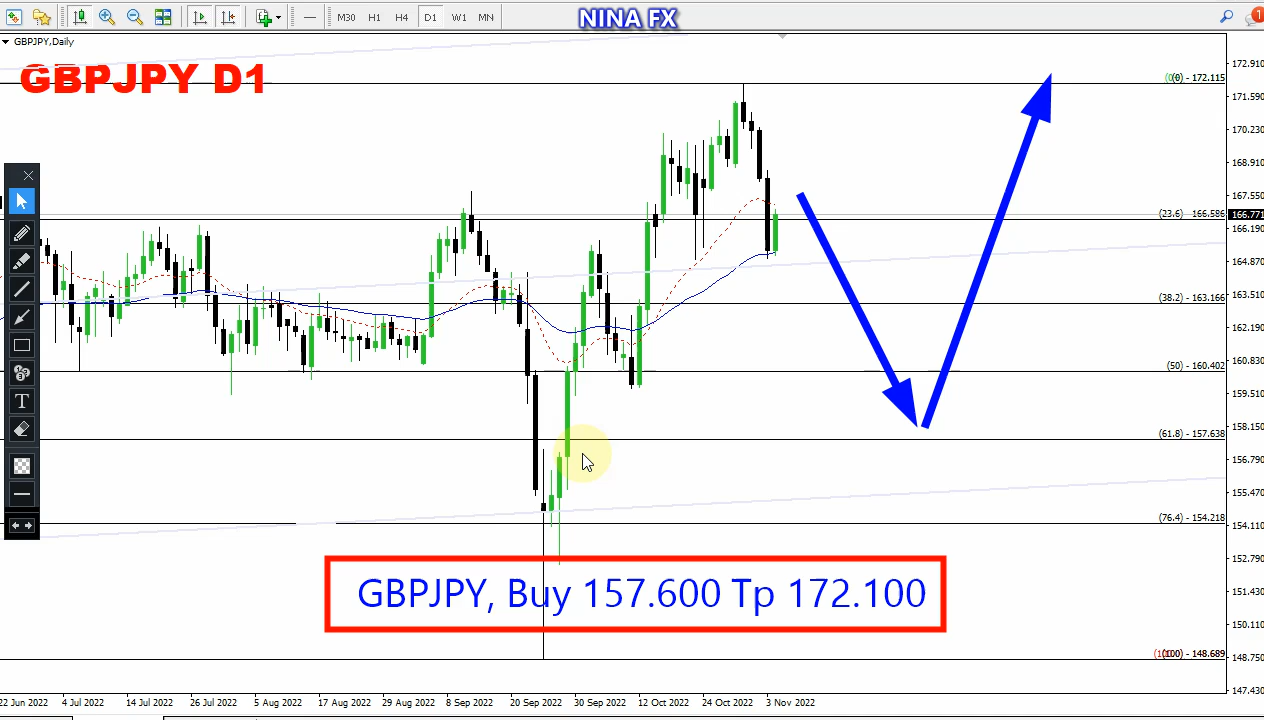 M30 H1 H4 D1 W1 MN
NINA FX
1
GBPJPY,Daily
GBPJPY D1
172.910
- 172.115
171.590
170.230
168.910
167.550
(23.6) - 166.586
166.771
166.190
164.870
(38.2) - 163.166
163.510
162.190
160.830
(50) - 160.402
159.510
T
158.150
(61.8) - 157.638
156.790
155.470
(76.4) - 154.218
154.110
152.790
GBPJPY, Buy 157.600 Tp 172.100
151.430
150.110
- 148.689
148.750
147.430
22 Jun 2022 4 Jul 2022 14 Jul 2022 26 Jul 2022 5 Aug 2022 17 Aug 2022 29 Aug 2022 8 Sep 2022 20 Sep 2022 30 Sep 2022 12 Oct 2022 24 Oct 2022 3 Nov 2022